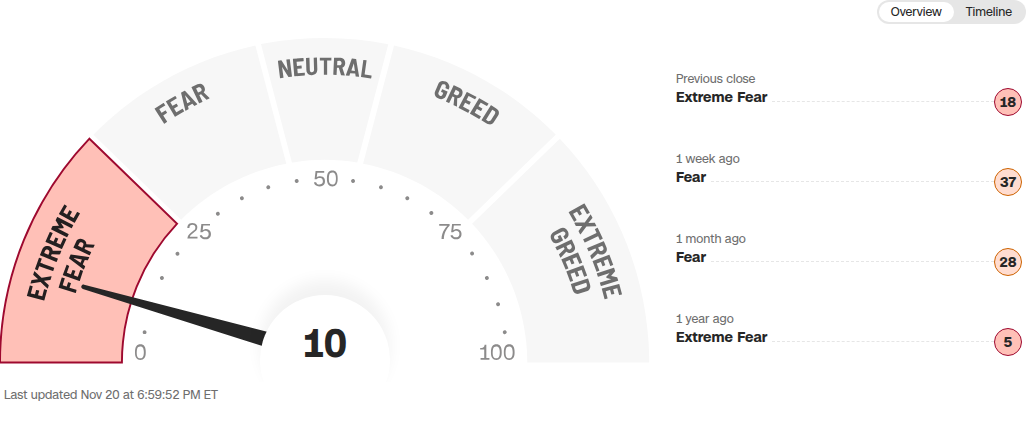 Overview
Timeline
EXTREME
FEAR
FEAR
NEUTRAL
GREED
EXTREME
GREED
0
25
50
75
100
10
Last updated Nov 20 at 6:59:52 PM ET
Previous close
Extreme Fear 18
1 week ago
Fear 37
1 month ago
Fear 28
1 year ago
Extreme Fear 5